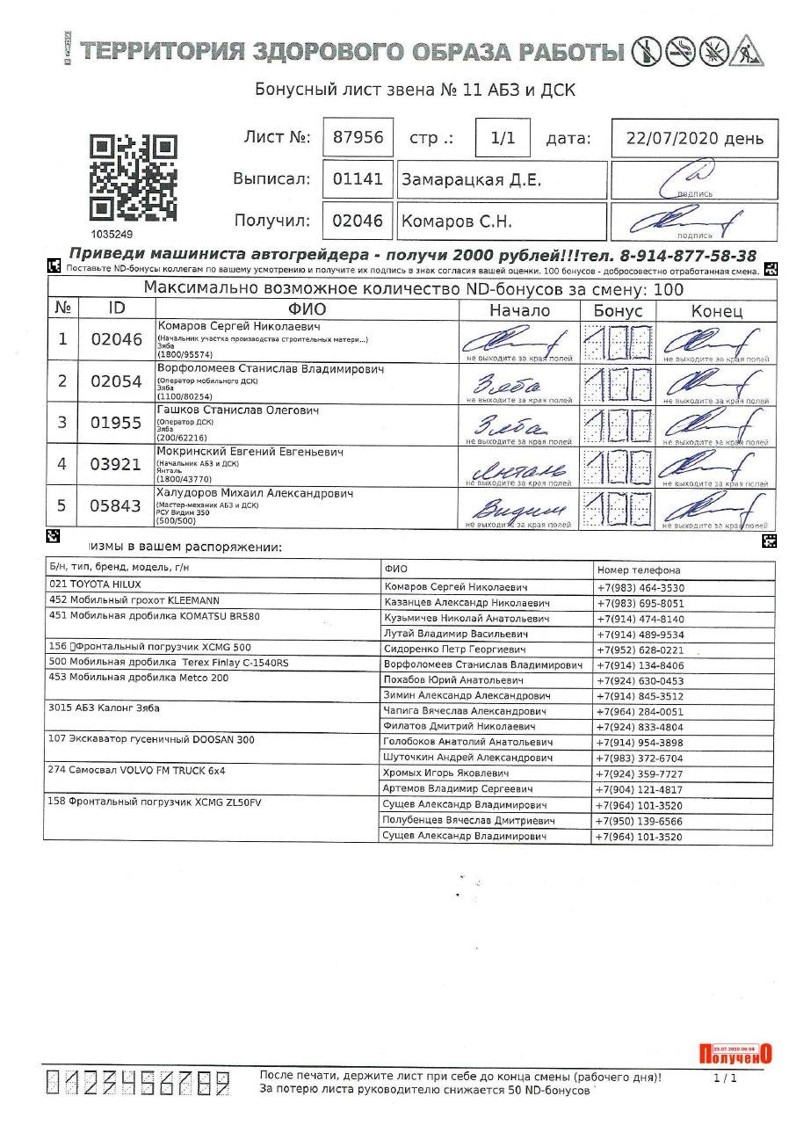 ТЕРРИТОРИЯ ЗДОРОВОГО ОБРАЗА РАБОТЫ
Бонусный лист звена № 11 АБЗ и ДСК
Лист №: 87956 стр .: 1/1 дата: 22/07/2020 день
Выписал: 01141 Замарацкая Д.Е. подпись
Получил: 02046 Комаров С.Н. подпись
1035249
Приведи машиниста автогрейдера - получи 2000 рублей!!!тел. 8-914-877-58-38
Поставьте ND-бонусы коллегам по вашему усмотрению и получите их подпись в знак согласия вашей оценки. 100 бонусов - добросовестно отработанная смена.
Максимально возможное количество ND-бонусов за смену: 100
№ ID ФИО Начало Бонус Конец
1 02046 Комаров Сергей Николаевич 100
(Начальник участка производства строительных матери...)
Зяба
(1800/95574)
не выходите за края полей не выходите за края полей
2 02054 Ворфоломеев Станислав Владимирович Зяба 100
(Оператор мобильного ДСК)
Зяба
(1100/80254)
не выходите за края полей не выходите за края полей
3 01955 Гашков Станислав Олегович Зяба 100
(Оператор ДСК)
Зяба
(200/62216)
не выходите за края полей не выходите за края полей
4 03921 Мокринский Евгений Евгеньевич Янталь 100
(Начальник АБЗ и ДСК)
Янталь
(1800/43770)
не выходите за края полей не выходите за края полей
5 05843 Халудоров Михаил Александрович Видим 100
(Мастер-механик АБЗ и ДСК)
РСУ Видим 350
(500/500)
не выходите за края полей не выходите за края полей
измы в вашем распоряжении:
Б/н, тип, бренд, модель, г/н ФИО Номер телефона
021 TOYOTA HILUX Комаров Сергей Николаевич +7(983) 464-3530
452 Мобильный грохот KLEEMANN Казанцев Александр Николаевич +7(983) 695-8051
451 Мобильная дробилка KOMATSU BR580 Кузьмичев Николай Анатольевич +7(914) 474-8140
Лутай Владимир Васильевич +7(914) 489-9534
156 Фронтальный погрузчик XCMG 500 Сидоренко Петр Георгиевич +7(952) 628-0221
500 Мобильная дробилка Terex Finlay C-1540RS Ворфоломеев Станислав Владимирович +7(914) 134-8406
453 Мобильная дробилка Metco 200 Похабов Юрий Анатольевич +7(924) 630-0453
Зимин Александр Александрович +7(914) 845-3512
3015 АБЗ Калонг Зяба Чапига Вячеслав Александрович +7(964) 284-0051
Филатов Дмитрий Николаевич +7(924) 833-4804
107 Экскаватор гусеничный DOOSAN 300 Голобоков Анатолий Анатольевич +7(914) 954-3898
Шуточкин Андрей Александрович +7(983) 372-6704
274 Самосвал VOLVO FM TRUCK 6x4 Хромых Игорь Яковлевич +7(924) 359-7727
Артемов Владимир Сергеевич +7(904) 121-4817
158 Фронтальный погрузчик XCMG ZL50FV Сущев Александр Владимирович +7(964) 101-3520
Полубенцев Вячеслав Дмитриевич +7(950) 139-6566
Сущев Александр Владимирович +7(964) 101-3520
ПолученО
0123456789 После печати, держите лист при себе до конца смены (рабочего дня)! 1 / 1
За потерю листа руководителю снижается 50 ND-бонусов